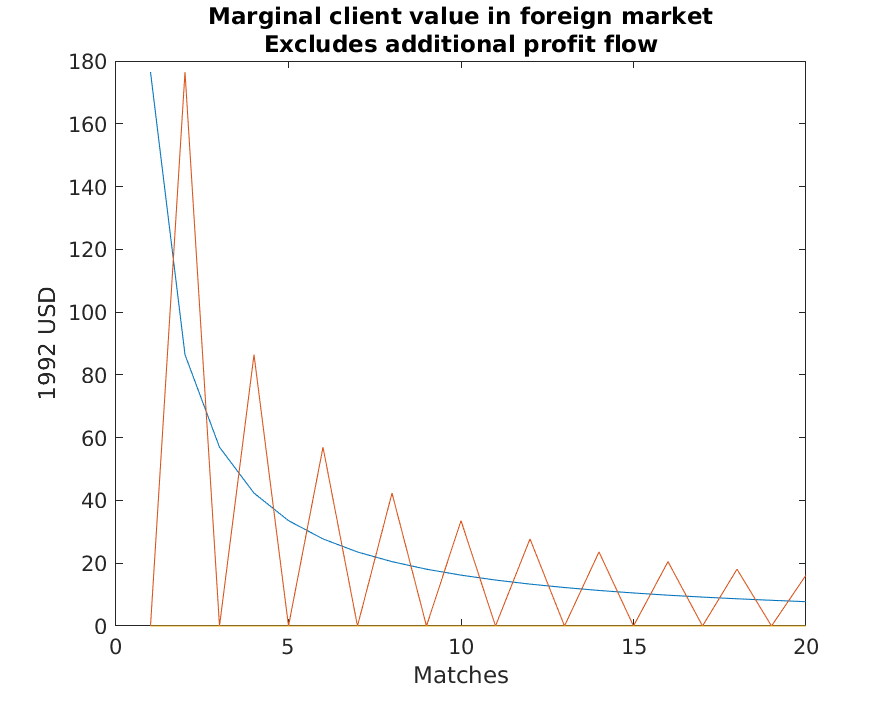 Marginal client value in foreign market
Excludes additional profit flow
180
160
140
120
100
80
60
40
20
0
1992 USD
0 5 10 15 20
Matches